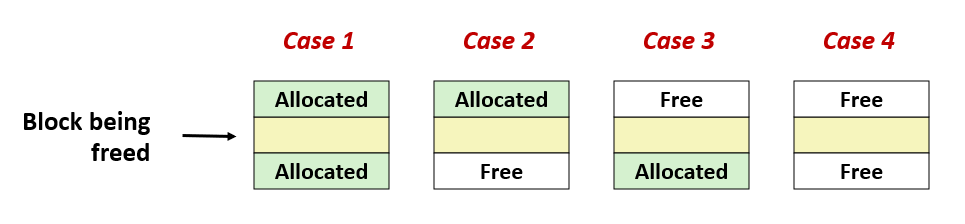 Case 1
Case 2
Case 3
Case 4
Allocated
Allocated
Free
Free
Block being
freed
Allocated
Free
Allocated
Free